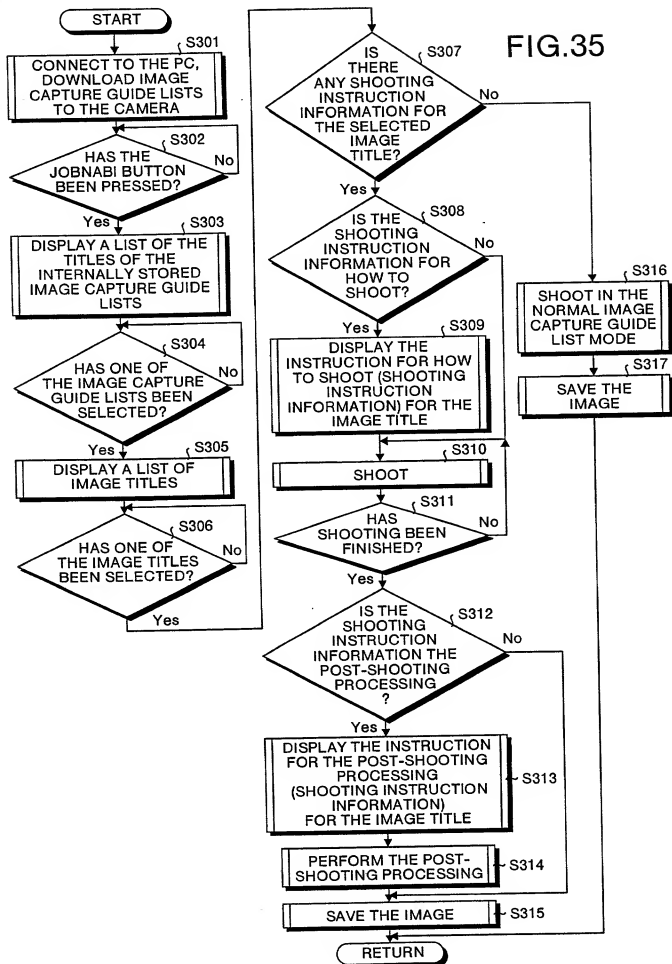 FIG.35
START
S301
CONNECT TO THE PC,
DOWNLOAD IMAGE
CAPTURE GUIDE LISTS
TO THE CAMERA
S302
HAS THE
JOBNABI BUTTON
BEEN PRESSED?
No
Yes
S303
DISPLAY A LIST OF THE
TITLES OF THE
INTERNALLY STORED
IMAGE CAPTURE GUIDE
LISTS
S304
HAS ONE OF
THE IMAGE CAPTURE
GUIDE LISTS BEEN
SELECTED?
No
Yes
S305
DISPLAY A LIST OF
IMAGE TITLES
S306
HAS ONE OF
THE IMAGE TITLES
BEEN SELECTED?
No
Yes
S307
IS
THERE
ANY SHOOTING
INSTRUCTION
INFORMATION FOR
THE SELECTED
IMAGE
TITLE?
No
Yes
S308
IS THE
SHOOTING
INSTRUCTION
INFORMATION FOR
HOW TO
SHOOT?
No
Yes
S309
DISPLAY THE
INSTRUCTION FOR HOW
TO SHOOT (SHOOTING
INSTRUCTION
INFORMATION) FOR THE
IMAGE TITLE
S310
SHOOT
S311
HAS
SHOOTING BEEN
FINISHED?
No
Yes
S312
IS THE
SHOOTING
INSTRUCTION
INFORMATION THE
POST-SHOOTING
PROCESSING
?
No
Yes
DISPLAY THE INSTRUCTION
FOR THE POST-SHOOTING
PROCESSING
(SHOOTING INSTRUCTION
INFORMATION)
FOR THE IMAGE TITLE
S313
PERFORM THE POST-
SHOOTING PROCESSING
S314
SAVE THE IMAGE
S315
RETURN
S316
SHOOT IN THE
NORMAL IMAGE
CAPTURE GUIDE
LIST MODE
S317
SAVE THE
IMAGE